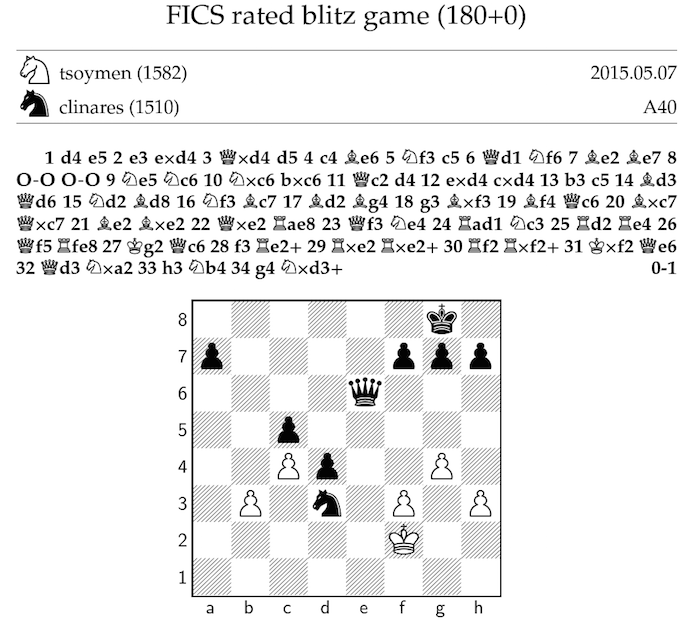 FICS rated blitz game (180+0)
♘ tsoymen (1582) 2015.05.07
♞ clinares (1510) A40
1 d4 e5 2 e3 e×d4 3 ♕×d4 d5 4 c4 ♗e6 5 ♘f3 c5 6 ♕d1 ♘f6 7 ♗e2 ♗e7 8
O-O O-O 9 ♘e5 ♘c6 10 ♘×c6 b×c6 11 ♕c2 d4 12 e×d4 c×d4 13 b3 c5 14 ♗d3
♕d6 15 ♘d2 ♗d8 16 ♘f3 ♗c7 17 ♗d2 ♗g4 18 g3 ♗×f3 19 ♗f4 ♕c6 20 ♗×c7
♕×c7 21 ♗e2 ♗×e2 22 ♕×e2 ♖ae8 23 ♕f3 ♘e4 24 ♖ad1 ♘c3 25 ♖d2 ♖e4 26
♕f5 ♖fe8 27 ♔g2 ♕c6 28 f3 ♖e2+ 29 ♖×e2 ♖×e2+ 30 ♖f2 ♖×f2+ 31 ♔×f2 ♕e6
32 ♕d3 ♘×a2 33 h3 ♘b4 34 g4 ♘×d3+ 0-1
8
7
6
5
4
3
2
1
a b c d e f g h